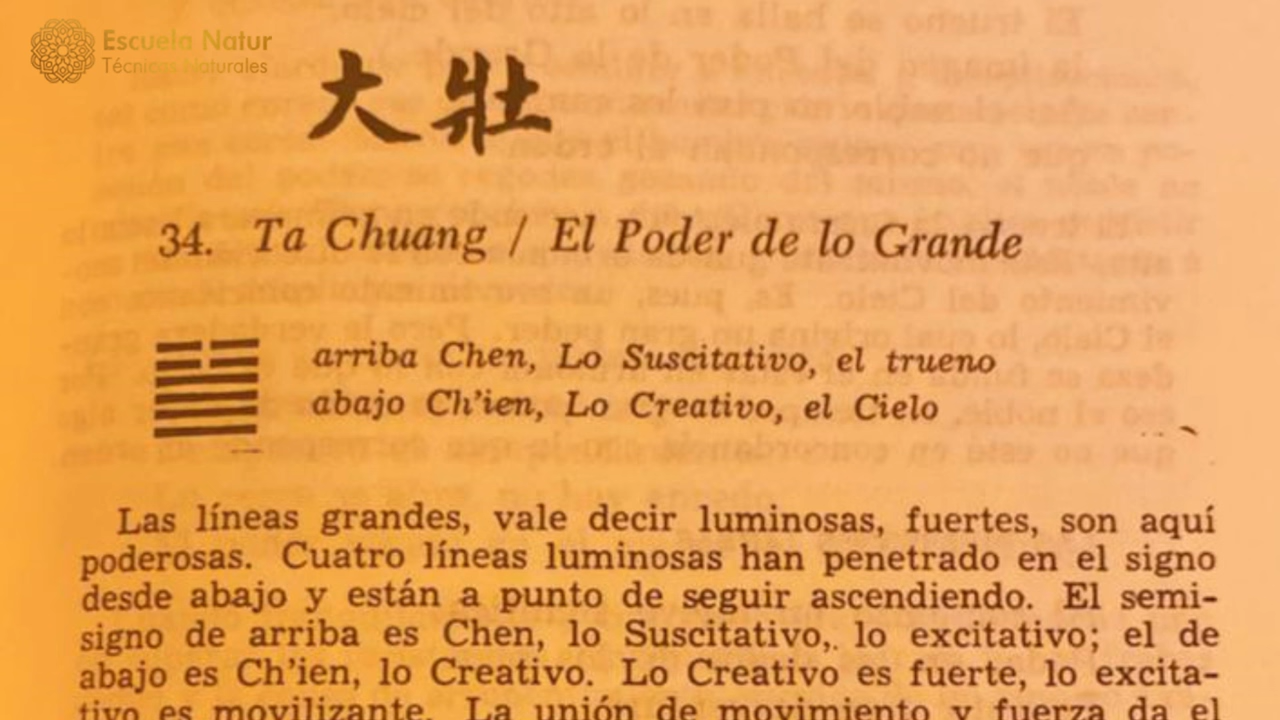 Escuela Natur
Técnicas Naturales
大壯
34. Ta Chuang / El Poder de lo Grande
arriba Chen, Lo Suscitativo, el trueno
abajo Ch'ien, Lo Creativo, el Cielo
Las líneas grandes, vale decir luminosas, fuertes, son aquí
poderosas. Cuatro líneas luminosas han penetrado en el signo
desde abajo y están a punto de seguir ascendiendo. El semi-
signo de arriba es Chen, lo Suscitativo, lo excitativo; el de
abajo es Ch'ien, lo Creativo. Lo Creativo es fuerte, lo excita-
tivo es movilizante. La unión de movimiento y fuerza da el